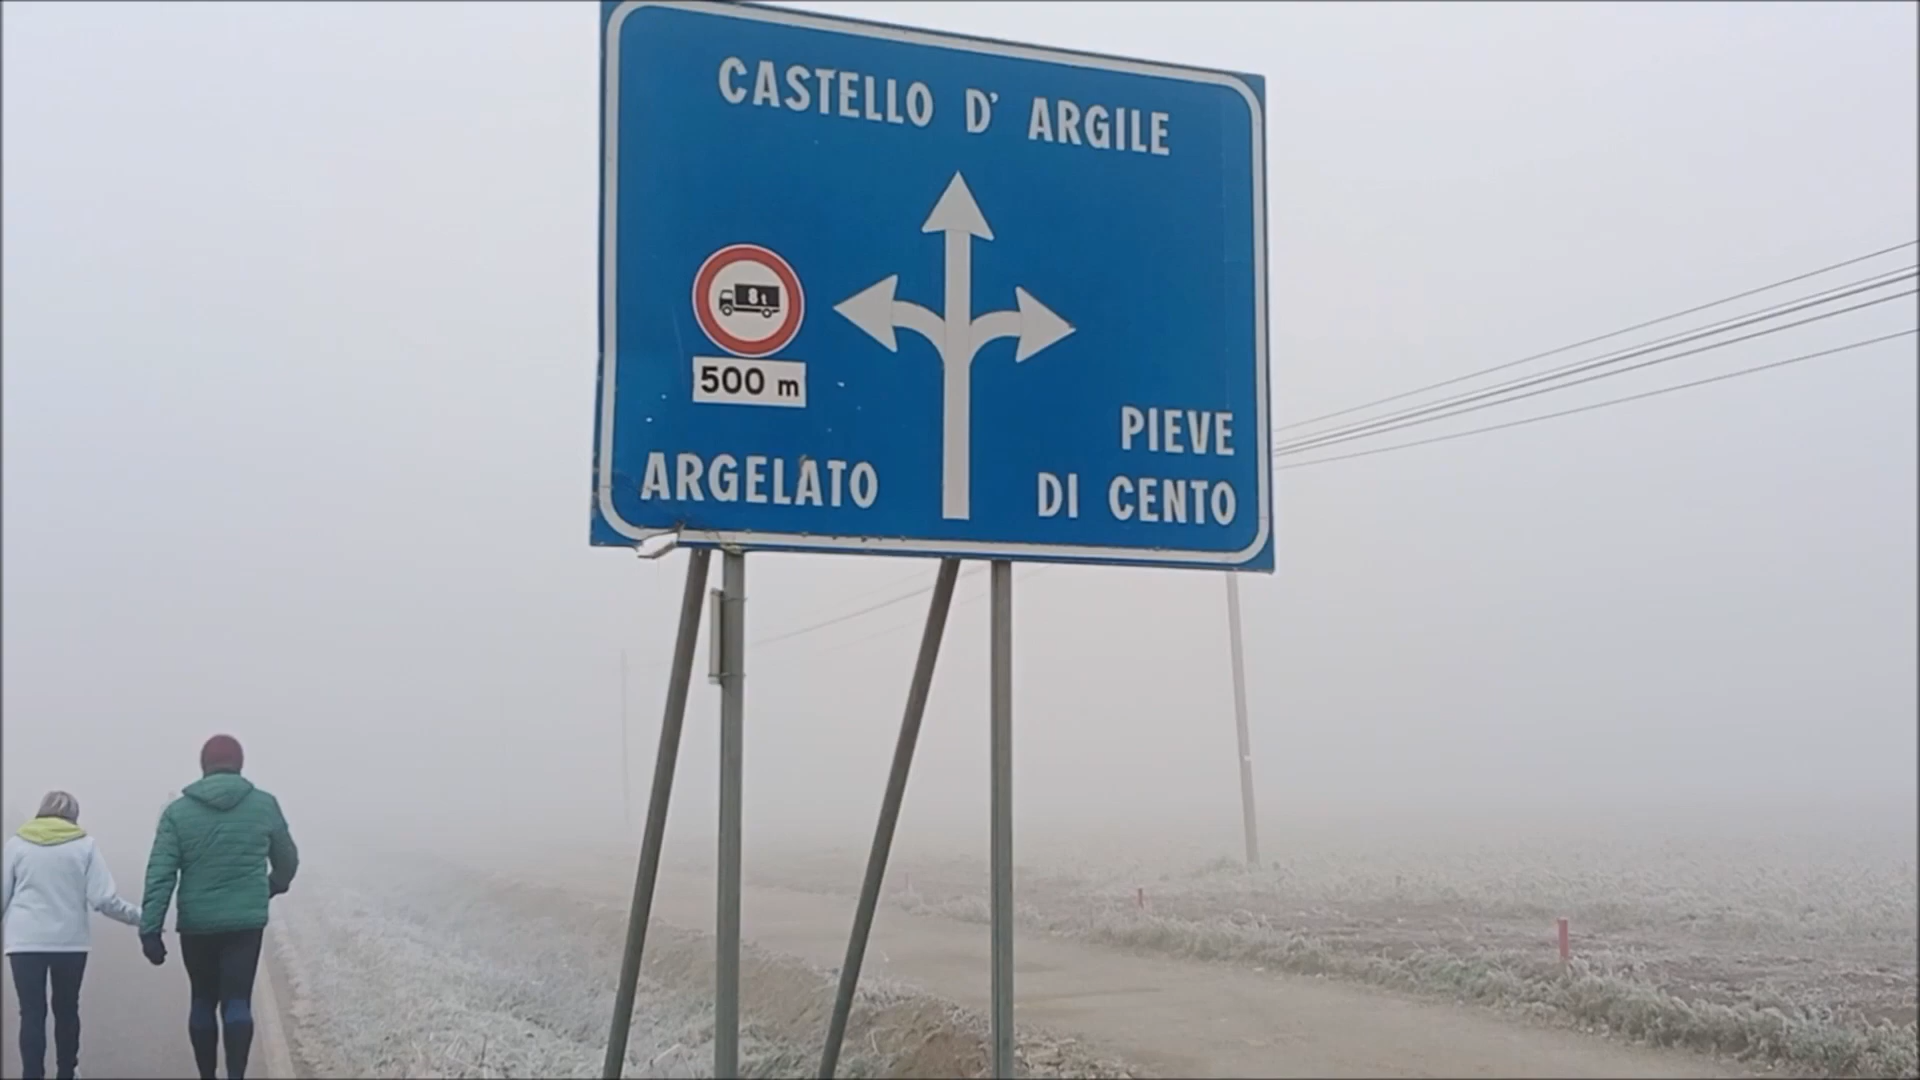 CASTELLO D' ARGILE
8t
500 m
ARGELATO
PIEVE
DI CENTO